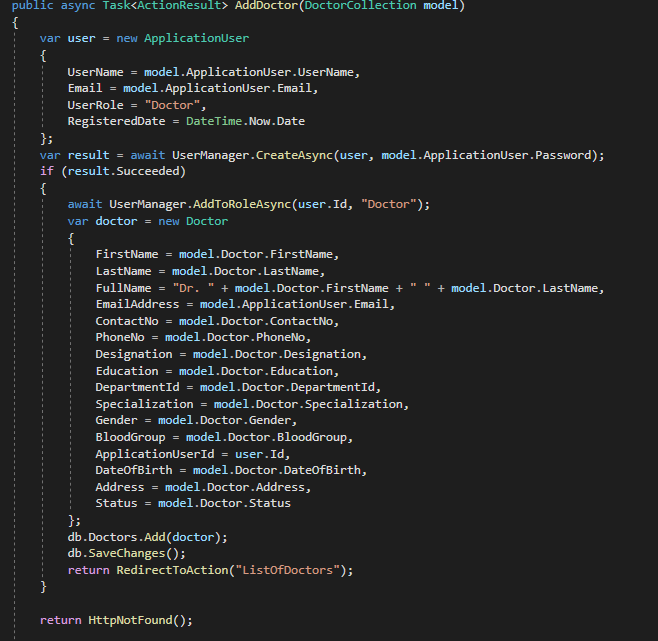 public async Task<ActionResult> AddDoctor(DoctorCollection model)
{
    var user = new ApplicationUser
    {
        UserName = model.ApplicationUser.UserName,
        Email = model.ApplicationUser.Email,
        UserRole = "Doctor",
        RegisteredDate = DateTime.Now.Date
    };
    var result = await UserManager.CreateAsync(user, model.ApplicationUser.Password);
    if (result.Succeeded)
    {
        await UserManager.AddToRoleAsync(user.Id, "Doctor");
        var doctor = new Doctor
        {
            FirstName = model.Doctor.FirstName,
            LastName = model.Doctor.LastName,
            FullName = "Dr. " + model.Doctor.FirstName + " " + model.Doctor.LastName,
            EmailAddress = model.ApplicationUser.Email,
            ContactNo = model.Doctor.ContactNo,
            PhoneNo = model.Doctor.PhoneNo,
            Designation = model.Doctor.Designation,
            Education = model.Doctor.Education,
            DepartmentId = model.Doctor.DepartmentId,
            Specialization = model.Doctor.Specialization,
            Gender = model.Doctor.Gender,
            BloodGroup = model.Doctor.BloodGroup,
            ApplicationUserId = user.Id,
            DateOfBirth = model.Doctor.DateOfBirth,
            Address = model.Doctor.Address,
            Status = model.Doctor.Status
        };
        db.Doctors.Add(doctor);
        db.SaveChanges();
        return RedirectToAction("ListOfDoctors");
    }

    return HttpNotFound();